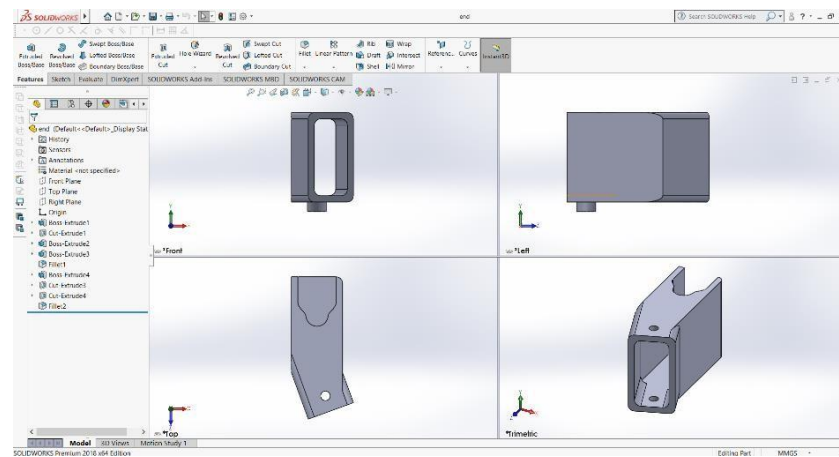 SOLIDWORKS
end
Search SOLIDWORKS Help
Extruded Boss/Base
Revolved Boss/Base
Swept Boss/Base
Lofted Boss/Base
Boundary Boss/Base
Extruded Cut
Hole Wizard
Revolved Cut
Swept Cut
Lofted Cut
Boundary Cut
Fillet
Linear Pattern
Rib
Draft
Shell
Wrap
Intersect
Mirror
Curves
Instant3D
Features
Sketch
Evaluate
DimXpert
SOLIDWORKS Add-Ins
SOLIDWORKS MBD
SOLIDWORKS CAM
end (Default<<Default>_Display Stat
History
Sensors
Annotations
Material <not specified>
Front Plane
Top Plane
Right Plane
Origin
Boss-Extrude1
Cut-Extrude1
Boss-Extrude2
Boss-Extrude3
Fillet1
Boss-Extrude4
Cut-Extrude3
Cut-Extrude4
Fillet2
*Front
*Left
*Top
*Trimetric
Model
3D Views
Motion Study 1
SOLIDWORKS Premium 2018 x64 Edition
Editing Part
MMGS